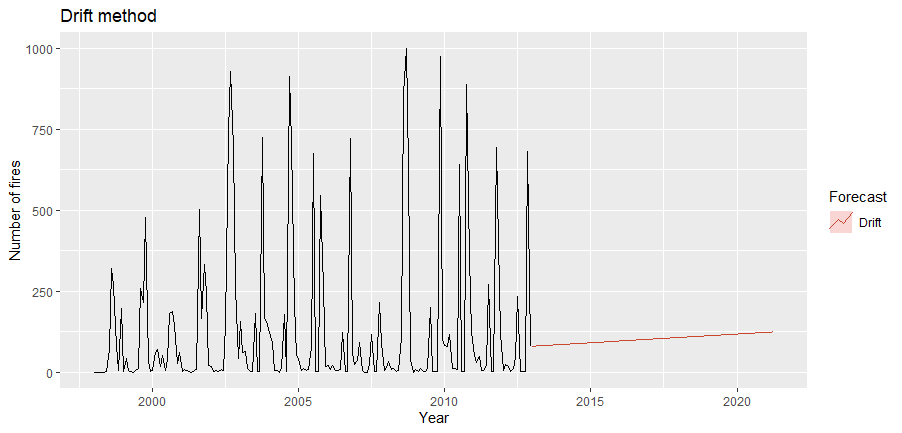 Drift method
1000
750
500
250
0
Number of fires
2000
2005
2010
2015
2020
Year
Forecast
Drift